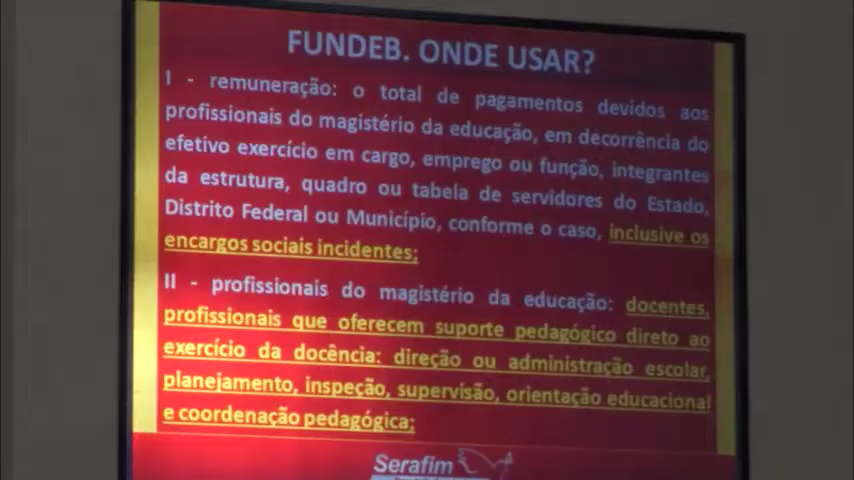 FUNDEB. ONDE USAR?
I - remuneração: o total de pagamentos devidos aos
profissionais do magistério da educação, em decorrência do
efetivo exercício em cargo, emprego ou função, integrantes
da estrutura, quadro ou tabela de servidores do Estado,
Distrito Federal ou Município, conforme o caso, inclusive os
encargos sociais incidentes;
II - profissionais do magistério da educação: docentes,
profissionais que oferecem suporte pedagógico direto ao
exercício da docência: direção ou administração escolar,
planejamento, inspeção, supervisão, orientação educacional
e coordenação pedagógica;
Serafim